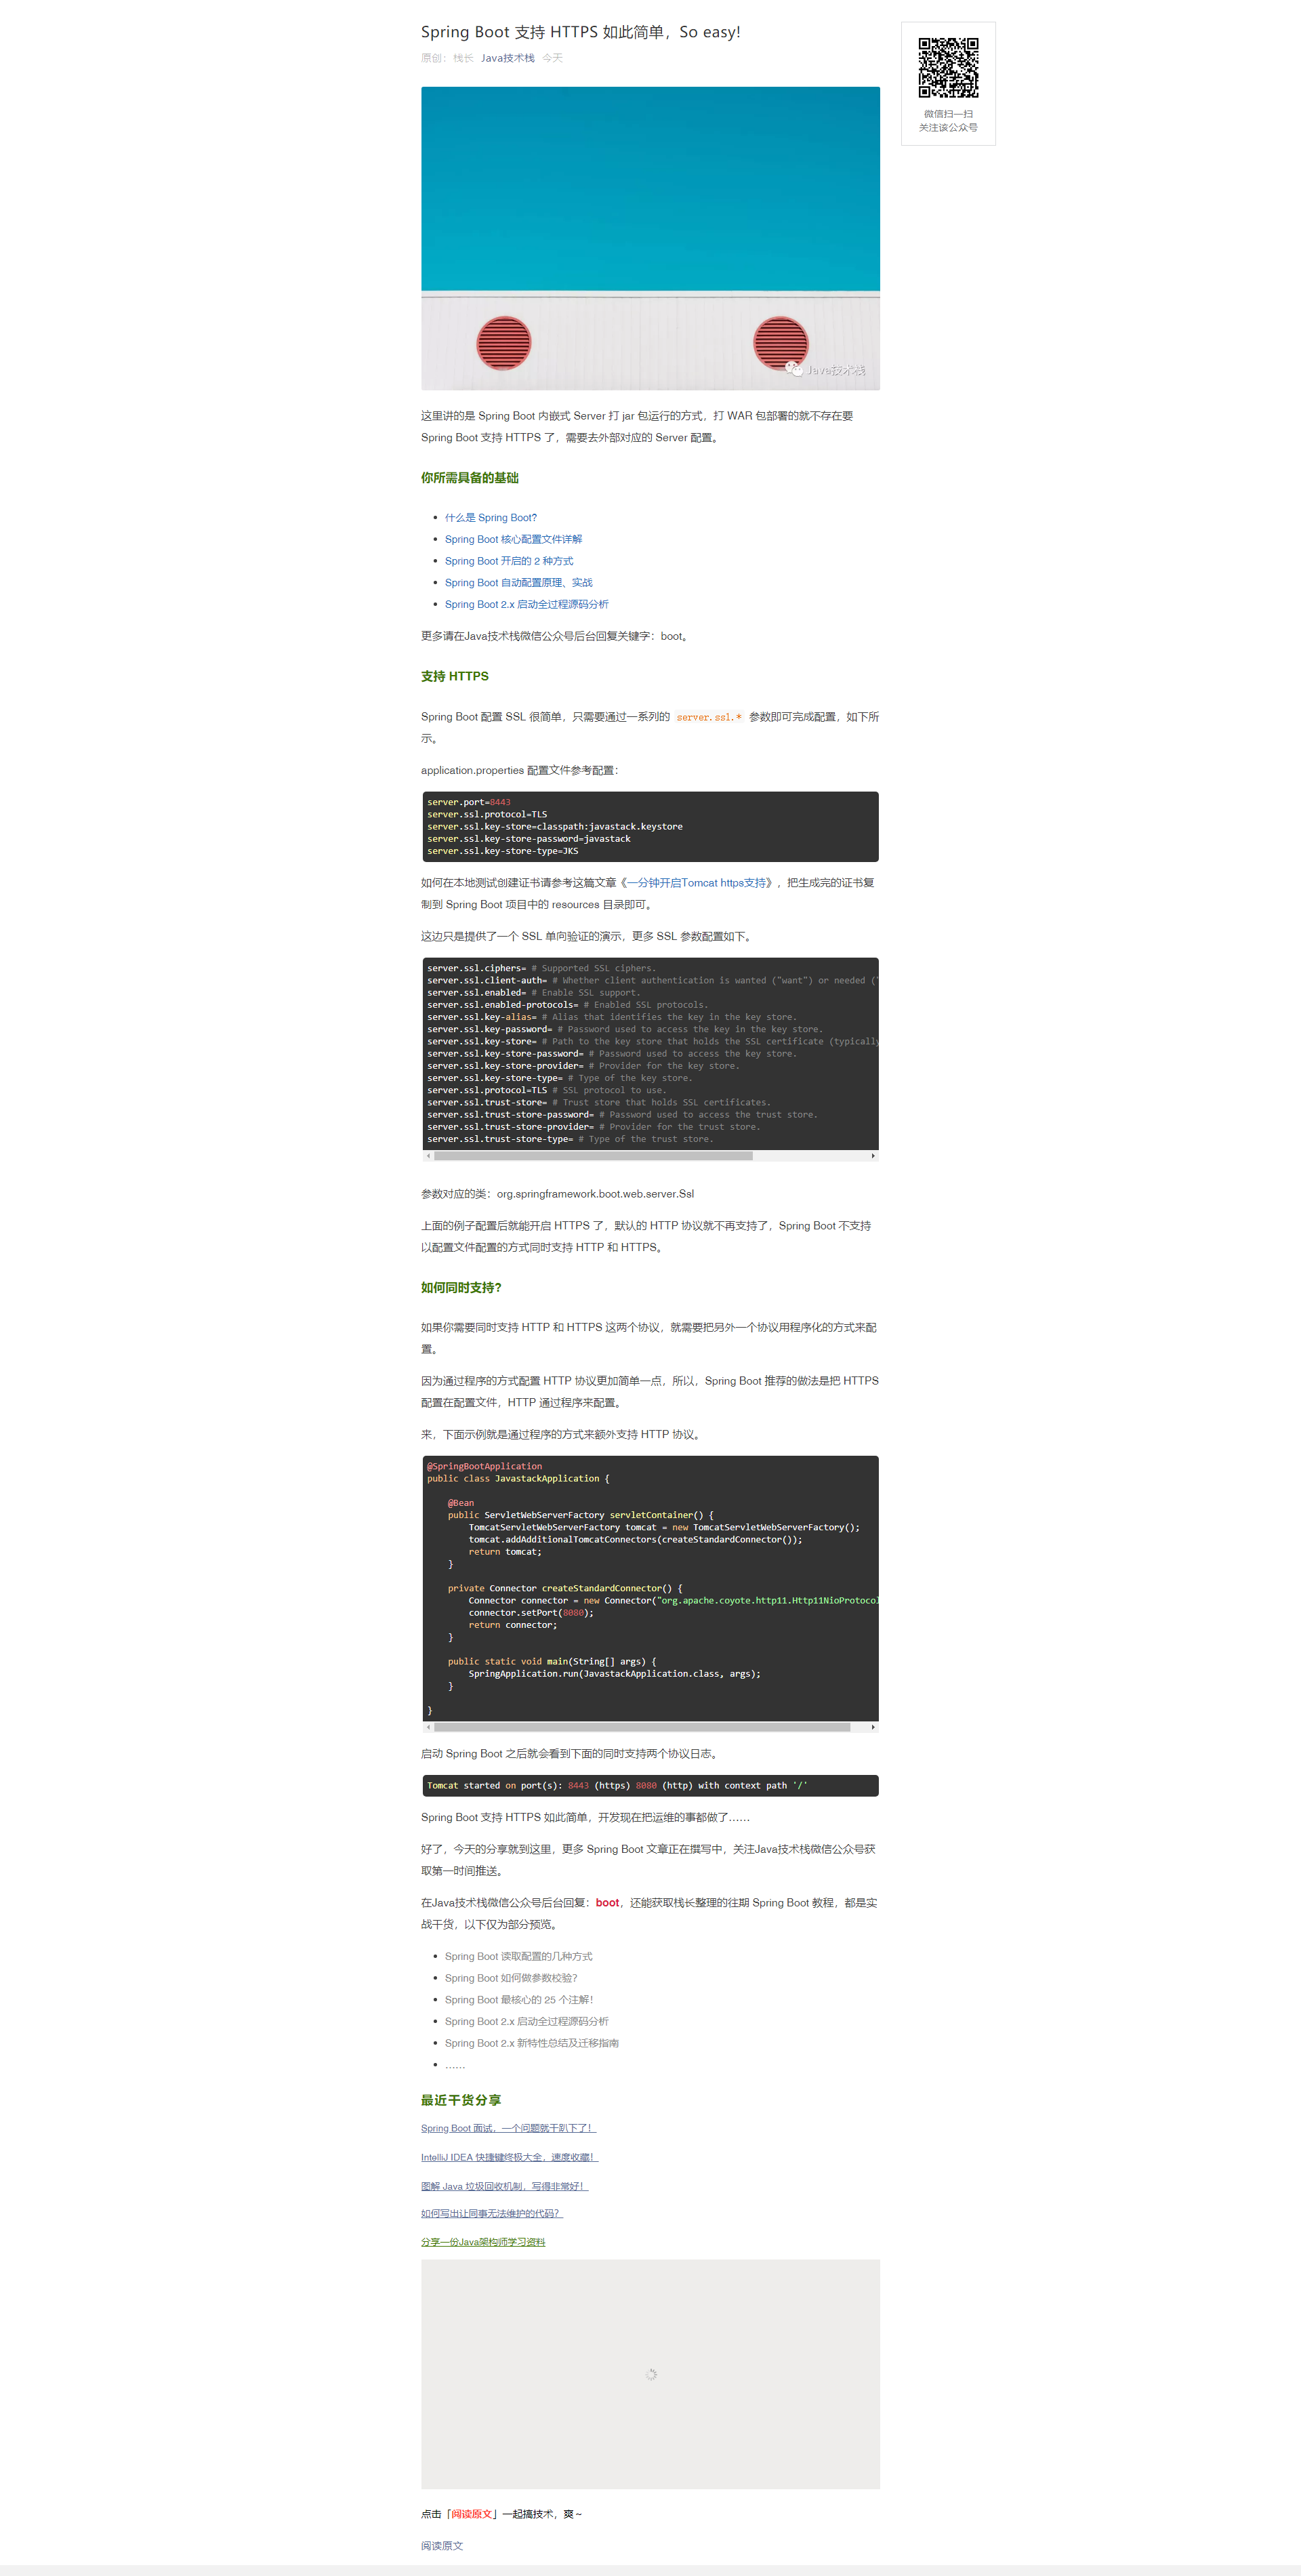 Spring Boot 支持 HTTPS 如此简单，So easy!
原创： 栈长 Java技术栈 今天
微信扫一扫
关注该公众号
Java技术栈
这里讲的是 Spring Boot 内嵌式 Server 打 jar 包运行的方式，打 WAR 包部署的就不存在要
Spring Boot 支持 HTTPS 了，需要去外部对应的 Server 配置。
你所需具备的基础
• 什么是 Spring Boot?
• Spring Boot 核心配置文件详解
• Spring Boot 开启的 2 种方式
• Spring Boot 自动配置原理、实战
• Spring Boot 2.x 启动全过程源码分析
更多请在Java技术栈微信公众号后台回复关键字：boot。
支持 HTTPS
Spring Boot 配置 SSL 很简单，只需要通过一系列的 server.ssl.* 参数即可完成配置，如下所
示。
application.properties 配置文件参考配置：
server.port=8443
server.ssl.protocol=TLS
server.ssl.key-store=classpath:javastack.keystore
server.ssl.key-store-password=javastack
server.ssl.key-store-type=JKS
如何在本地测试创建证书请参考这篇文章《一分钟开启Tomcat https支持》，把生成完的证书复
制到 Spring Boot 项目中的 resources 目录即可。
这边只是提供了一个 SSL 单向验证的演示，更多 SSL 参数配置如下。
server.ssl.ciphers= # Supported SSL ciphers.
server.ssl.client-auth= # Whether client authentication is wanted ("want") or needed ("
server.ssl.enabled= # Enable SSL support.
server.ssl.enabled-protocols= # Enabled SSL protocols.
server.ssl.key-alias= # Alias that identifies the key in the key store.
server.ssl.key-password= # Password used to access the key in the key store.
server.ssl.key-store= # Path to the key store that holds the SSL certificate (typically
server.ssl.key-store-password= # Password used to access the key store.
server.ssl.key-store-provider= # Provider for the key store.
server.ssl.key-store-type= # Type of the key store.
server.ssl.protocol=TLS # SSL protocol to use.
server.ssl.trust-store= # Trust store that holds SSL certificates.
server.ssl.trust-store-password= # Password used to access the trust store.
server.ssl.trust-store-provider= # Provider for the trust store.
server.ssl.trust-store-type= # Type of the trust store.
参数对应的类：org.springframework.boot.web.server.Ssl
上面的例子配置后就能开启 HTTPS 了，默认的 HTTP 协议就不再支持了，Spring Boot 不支持
以配置文件配置的方式同时支持 HTTP 和 HTTPS。
如何同时支持?
如果你需要同时支持 HTTP 和 HTTPS 这两个协议，就需要把另外一个协议用程序化的方式来配
置。
因为通过程序的方式配置 HTTP 协议更加简单一点，所以，Spring Boot 推荐的做法是把 HTTPS
配置在配置文件，HTTP 通过程序来配置。
来，下面示例就是通过程序的方式来额外支持 HTTP 协议。
@SpringBootApplication
public class JavastackApplication {
@Bean
public ServletWebServerFactory servletContainer() {
TomcatServletWebServerFactory tomcat = new TomcatServletWebServerFactory();
tomcat.addAdditionalTomcatConnectors(createStandardConnector());
return tomcat;
}
private Connector createStandardConnector() {
Connector connector = new Connector("org.apache.coyote.http11.Http11NioProtocol
connector.setPort(8080);
return connector;
}
public static void main(String[] args) {
SpringApplication.run(JavastackApplication.class, args);
}
}
启动 Spring Boot 之后就会看到下面的同时支持两个协议日志。
Tomcat started on port(s): 8443 (https) 8080 (http) with context path '/'
Spring Boot 支持 HTTPS 如此简单，开发现在把运维的事都做了……
好了，今天的分享就到这里，更多 Spring Boot 文章正在撰写中，关注Java技术栈微信公众号获
取第一时间推送。
在Java技术栈微信公众号后台回复：boot，还能获取栈长整理的往期 Spring Boot 教程，都是实
战干货，以下仅为部分预览。
• Spring Boot 读取配置的几种方式
• Spring Boot 如何做参数校验？
• Spring Boot 最核心的 25 个注解！
• Spring Boot 2.x 启动全过程源码分析
• Spring Boot 2.x 新特性总结及迁移指南
• ……
最近干货分享
Spring Boot 面试，一个问题就干趴下了！
IntelliJ IDEA 快捷键终极大全，速度收藏！
图解 Java 垃圾回收机制，写得非常好！
如何写出让同事无法维护的代码？
分享一份Java架构师学习资料
点击「阅读原文」一起搞技术，爽～
阅读原文